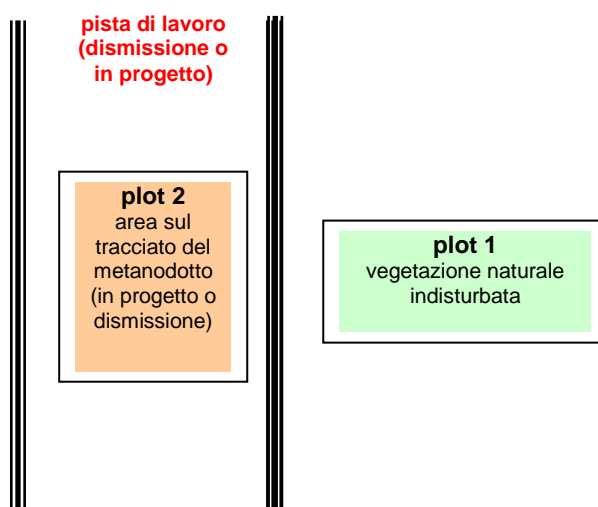 pista di lavoro
(dismissione o
in progetto)
plot 2
area sul
tracciato del
metanodotto
(in progetto o
dismissione)
plot 1
vegetazione naturale
indisturbata